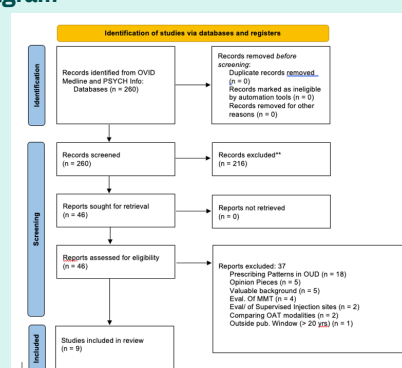 Identification of studies via databases and registers
Identification
Records identified from OVID
Medline and PSYCH Info:
Databases (n = 260)
Records removed before
screening:
Duplicate records removed
(n = 0)
Records marked as ineligible
by automation tools (n = 0)
Records removed for other
reasons (n = 0)
Screening
Records screened
(n = 260)
Records excluded**
(n = 216)
Reports sought for retrieval
(n = 46)
Reports not retrieved
(n = 0)
Reports assessed for eligibility
(n = 46)
Reports excluded: 37
Prescribing Patterns in OUD (n = 18)
Opinion Pieces (n = 5)
Valuable background (n = 5)
Eval. Of MMT (n = 4)
Eval/ of Supervised Injection sites (n = 2)
Comparing OAT modalities (n = 2)
Outside pub. Window (> 20 yrs) (n = 1)
Included
Studies included in review
(n = 9)